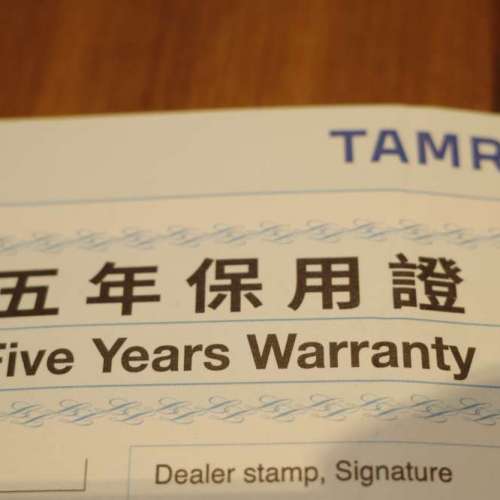 TAMR
五年保用證
Five Years Warranty
Dealer stamp, Signature